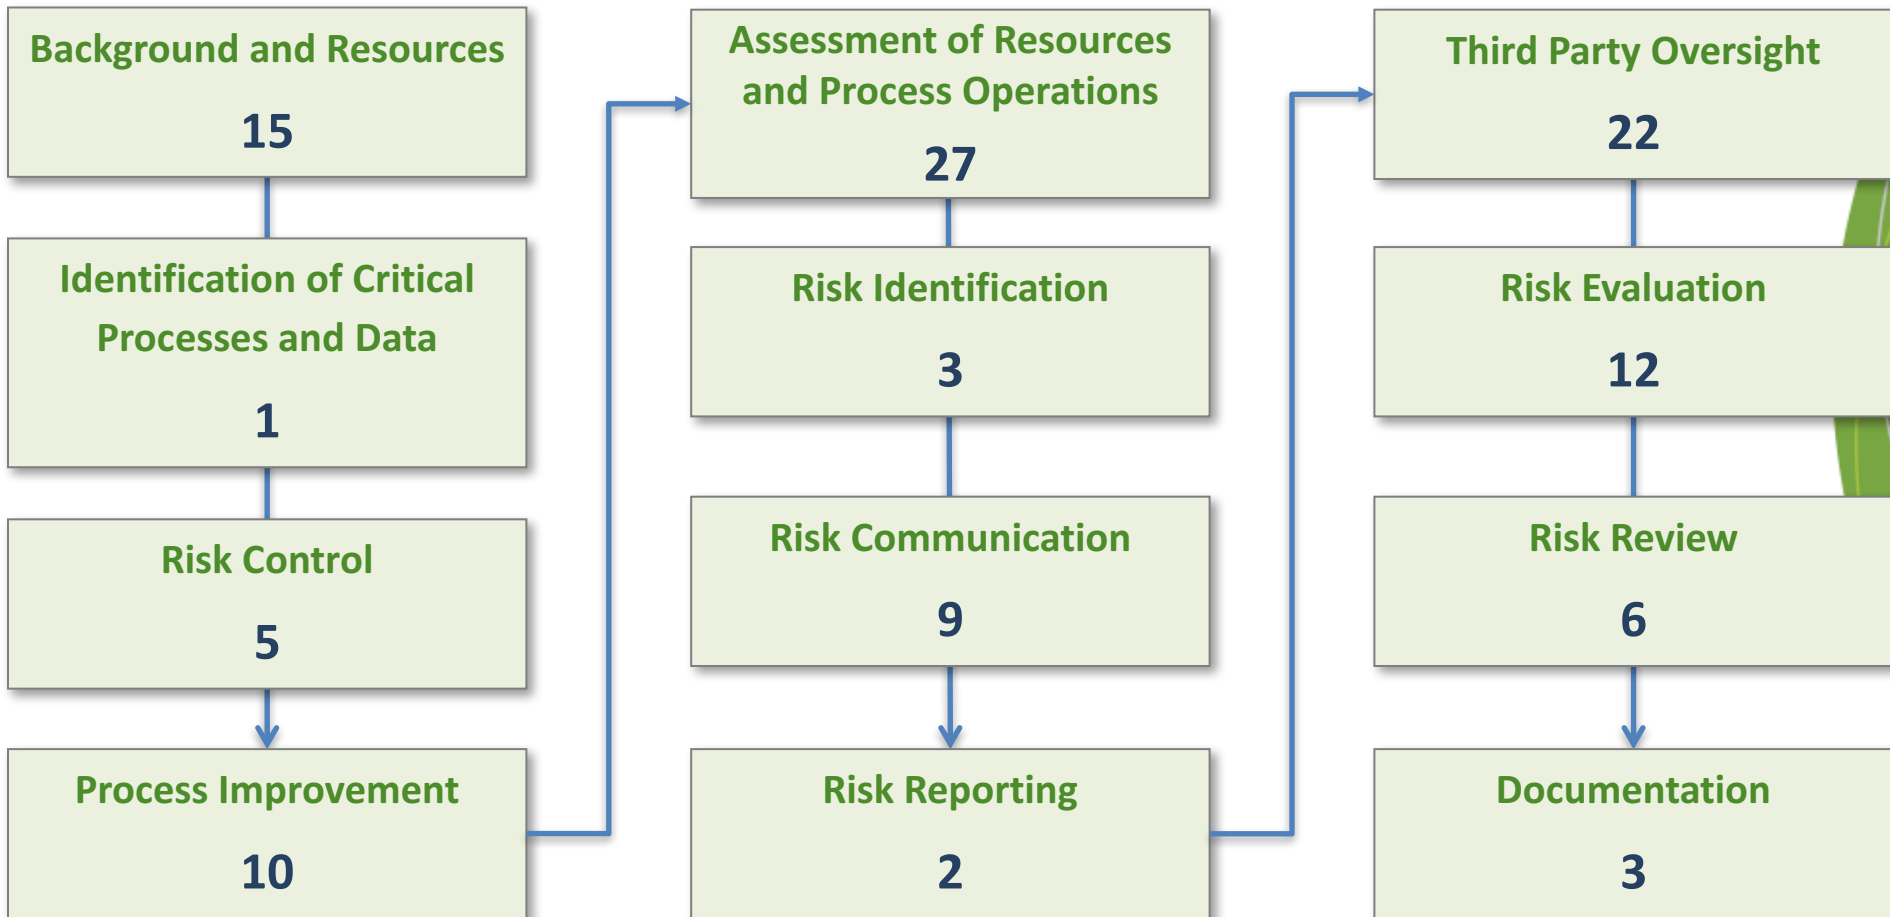 Background and Resources
15
Identification of Critical
Processes and Data
1
Risk Control
5
Process Improvement
10
Assessment of Resources
and Process Operations
27
Risk Identification
3
Risk Communication
9
Risk Reporting
2
Third Party Oversight
22
Risk Evaluation
12
Risk Review
6
Documentation
3